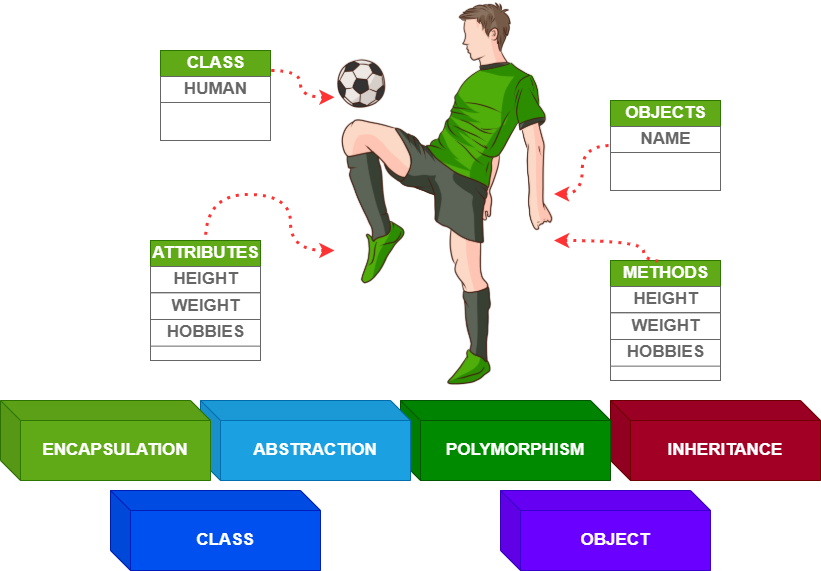 CLASS
HUMAN
OBJECTS
NAME
ATTRIBUTES
HEIGHT
WEIGHT
HOBBIES
METHODS
HEIGHT
WEIGHT
HOBBIES
ENCAPSULATION
ABSTRACTION
POLYMORPHISM
INHERITANCE
CLASS
OBJECT